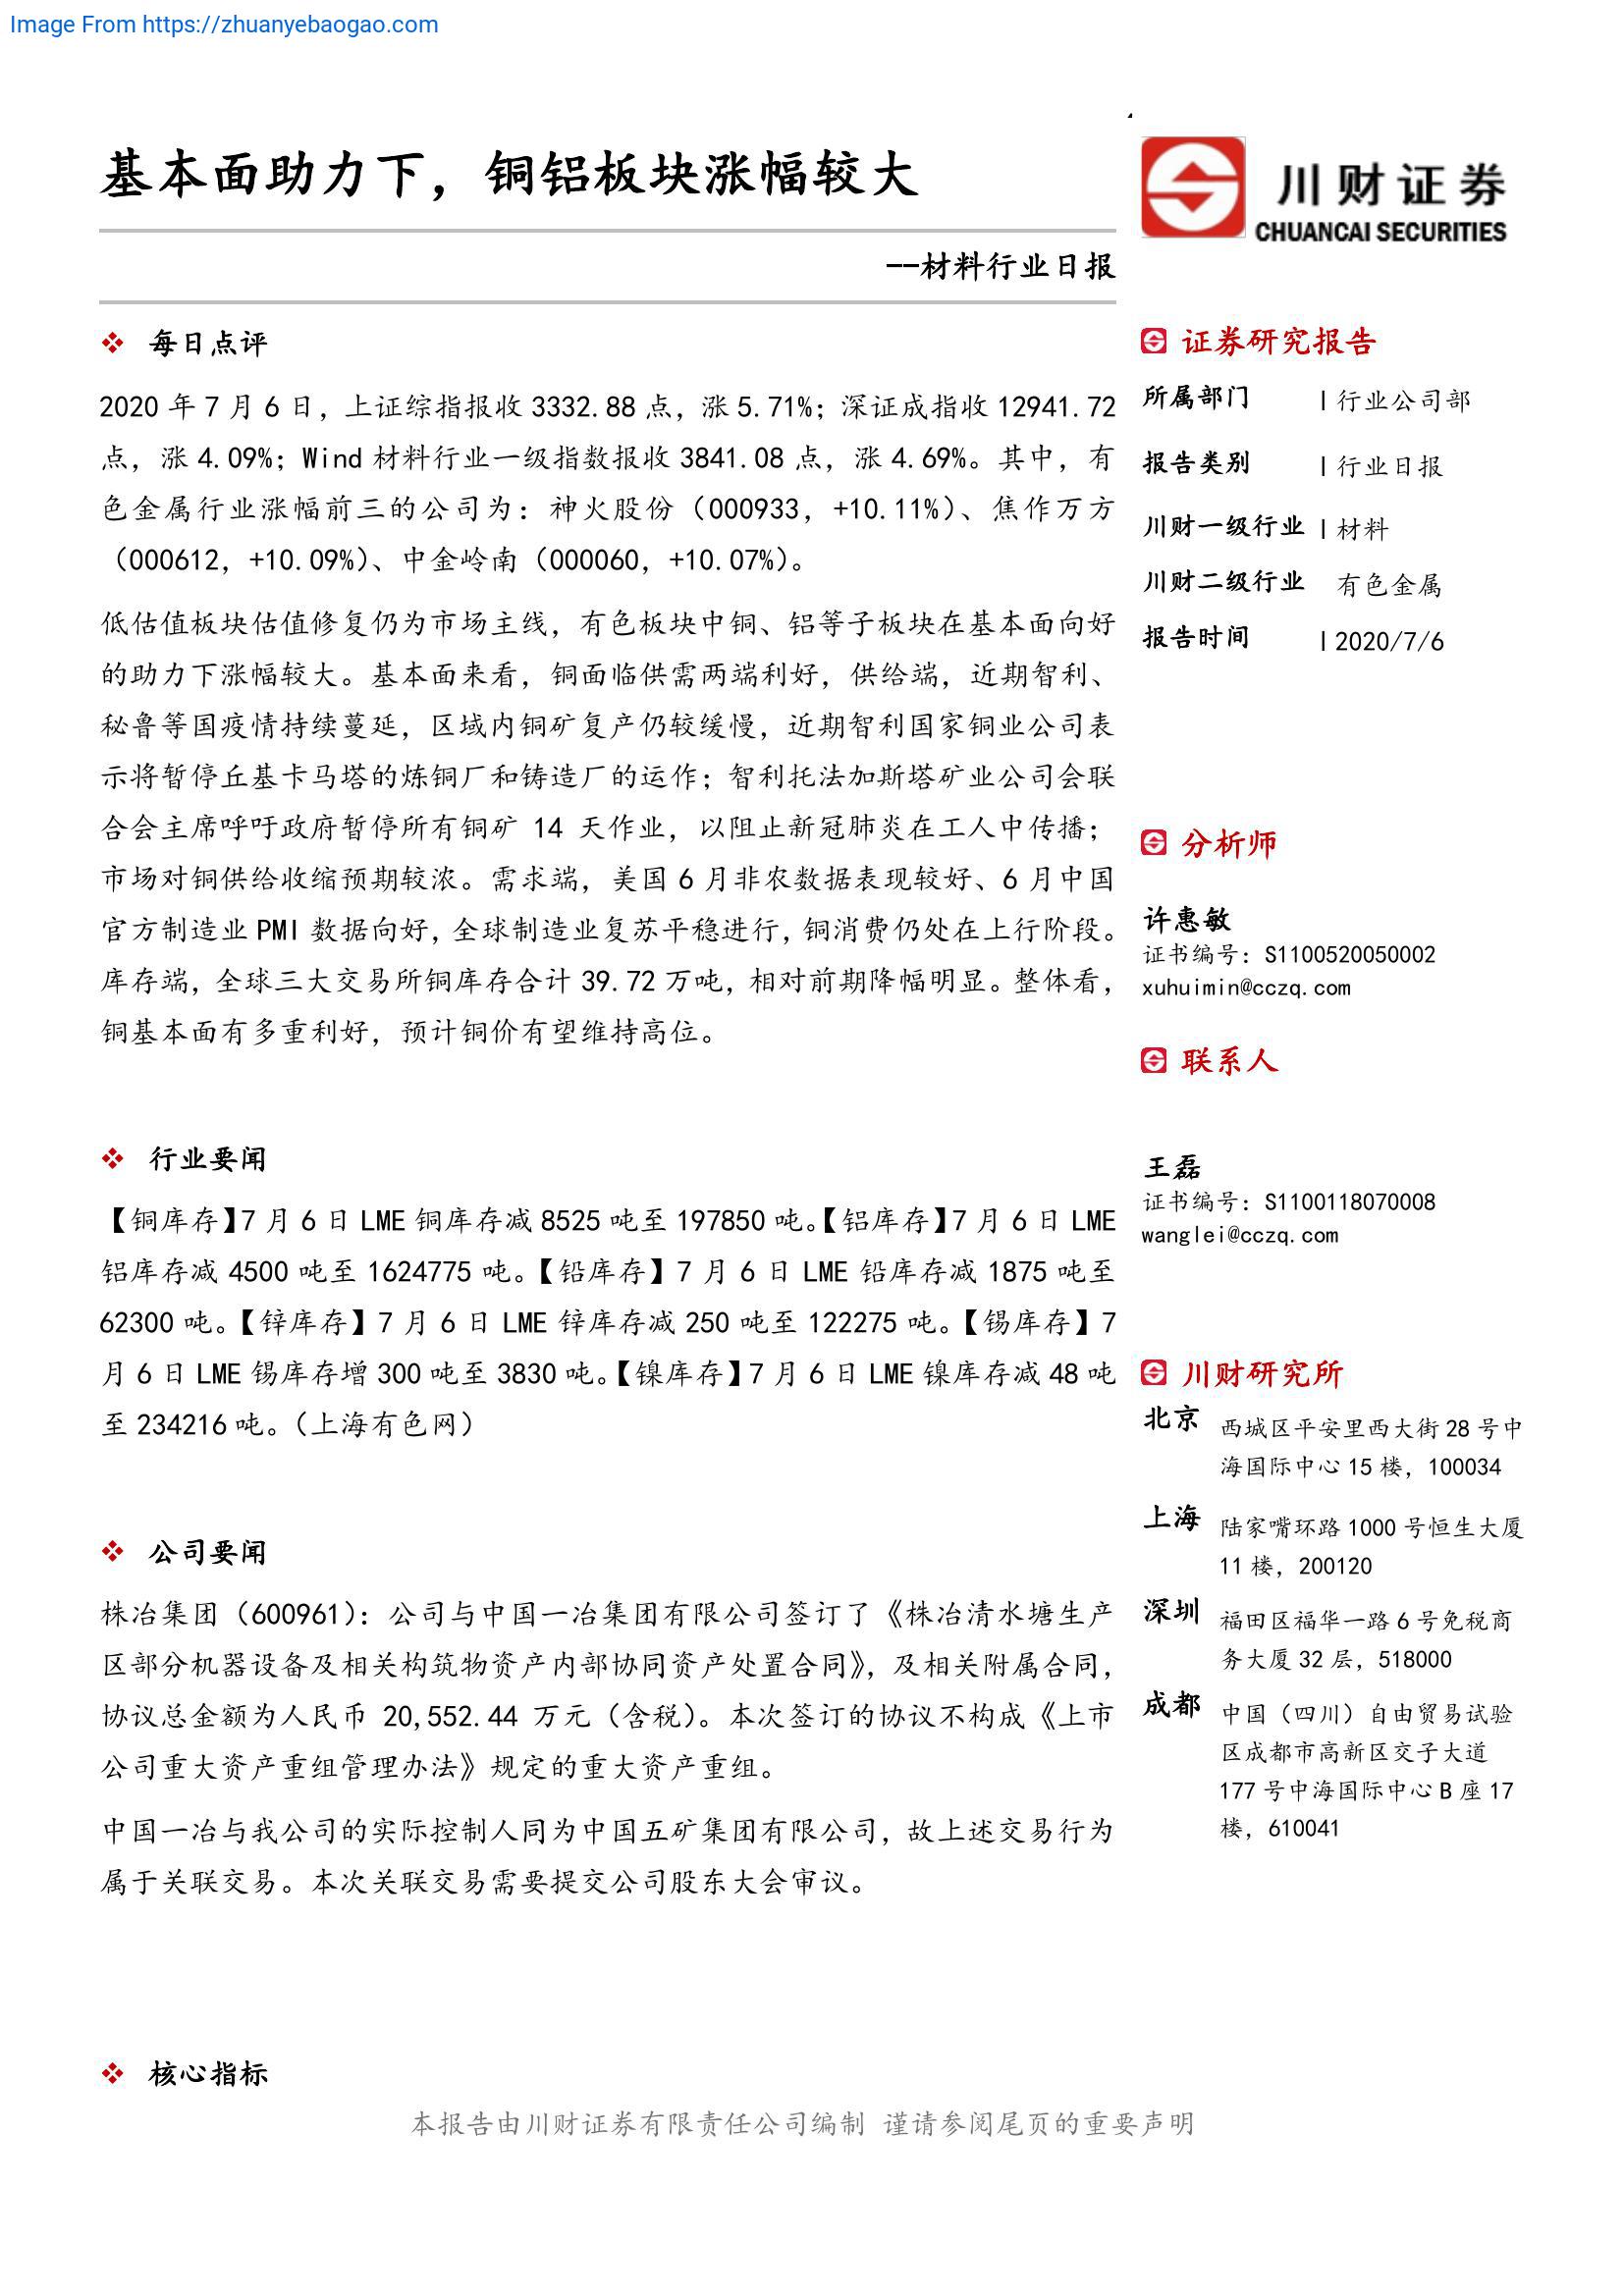 Image From https://zhuanyebaogao.com
基本面助力下，铜铝板块涨幅较大
川财证券
CHUANCAI SECURITIES
——材料行业日报
❖ 每日点评
2020 年 7 月 6 日，上证综指报收 3332.88 点，涨 5.71%；深证成指收 12941.72
点，涨 4.09%；Wind 材料行业一级指数报收 3841.08 点，涨 4.69%。其中，有
色金属行业涨幅前三的公司为：神火股份（000933，+10.11%）、焦作万方
（000612，+10.09%）、中金岭南（000060，+10.07%）。
低估值板块估值修复仍为市场主线，有色板块中铜、铝等子板块在基本面向好
的助力下涨幅较大。基本面来看，铜面临供需两端利好，供给端，近期智利、
秘鲁等国疫情持续蔓延，区域内铜矿复产仍较缓慢，近期智利国家铜业公司表
示将暂停丘基卡马塔的炼铜厂和铸造厂的运作；智利托法加斯塔矿业公司会联
合会主席呼吁政府暂停所有铜矿 14 天作业，以阻止新冠肺炎在工人中传播；
市场对铜供给收缩预期较浓。需求端，美国 6 月非农数据表现较好、6 月中国
官方制造业 PMI 数据向好，全球制造业复苏平稳进行，铜消费仍处在上行阶段。
库存端，全球三大交易所铜库存合计 39.72 万吨，相对前期降幅明显。整体看，
铜基本面有多重利好，预计铜价有望维持高位。
❖ 行业要闻
【铜库存】7 月 6 日 LME 铜库存减 8525 吨至 197850 吨。【铝库存】7 月 6 日 LME
铝库存减 4500 吨至 1624775 吨。【铅库存】7 月 6 日 LME 铅库存减 1875 吨至
62300 吨。【锌库存】7 月 6 日 LME 锌库存减 250 吨至 122275 吨。【锡库存】7
月 6 日 LME 锡库存增 300 吨至 3830 吨。【镍库存】7 月 6 日 LME 镍库存减 48 吨
至 234216 吨。（上海有色网）
❖ 公司要闻
株冶集团（600961）：公司与中国一冶集团有限公司签订了《株冶清水塘生产
区部分机器设备及相关构筑物资产内部协同资产处置合同》，及相关附属合同，
协议总金额为人民币 20,552.44 万元（含税）。本次签订的协议不构成《上市
公司重大资产重组管理办法》规定的重大资产重组。
中国一冶与我公司的实际控制人同为中国五矿集团有限公司，故上述交易行为
属于关联交易。本次关联交易需要提交公司股东大会审议。
❖ 核心指标
证券研究报告
所属部门 | 行业公司部
报告类别 | 行业日报
川财一级行业 | 材料
川财二级行业 有色金属
报告时间 | 2020/7/6
分析师
许惠敏
证书编号：S1100520050002
xuhuimin@cczq.com
联系人
王磊
证书编号：S1100118070008
wanglei@cczq.com
川财研究所
北京 西城区平安里西大街 28 号中
海国际中心 15 楼，100034
上海 陆家嘴环路 1000 号恒生大厦
11 楼，200120
深圳 福田区福华一路 6 号免税商
务大厦 32 层，518000
成都 中国（四川）自由贸易试验
区成都市高新区交子大道
177 号中海国际中心 B 座 17
楼，610041
本报告由川财证券有限责任公司编制 谨请参阅尾页的重要声明